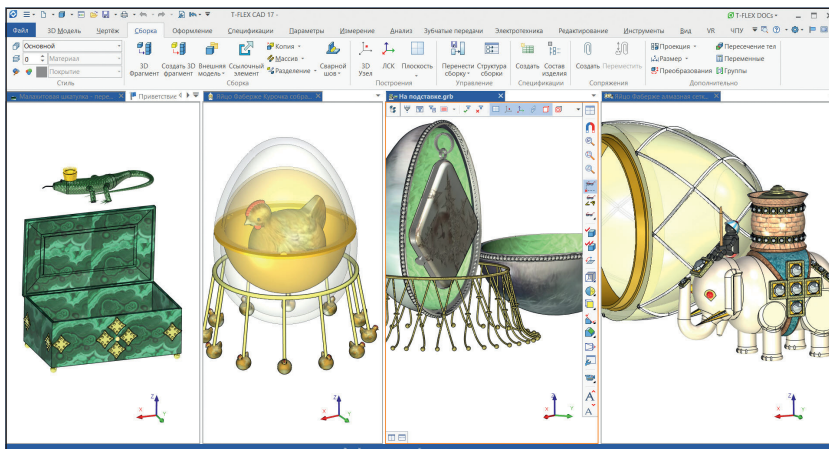 T-FLEX CAD 17 -
T-FLEX DOCs
Файл 3D Модель Чертёж Сборка Оформление Спецификации Параметры Измерение Анализ Зубчатые передачи Электротехника Редактирование Инструменты Вид VR ЧПУ
Основной
0 Материал
Покрытие
Стиль
3D Фрагмент
Создать 3D фрагмент
Внешняя модель
Ссылочный элемент
Копия
Массив
Разделение
Сварной шов
Сборка
3D Узел
ЛСК
Плоскость
Построения
Перенести сборку
Структура сборки
Управление
Создать
Состав изделия
Спецификации
Создать
Переместить
Сопряжения
Проекция
Размер
Преобразования
Пересечение тел
Переменные
Группы
Дополнительно
Малахитовая шкатулка - пере...
Приветствие
Яйцо Фаберже Курочка собра...
На подставке.grb
Z
X
Y
Z
X
Y
Z
X
Y
Z
X
Y